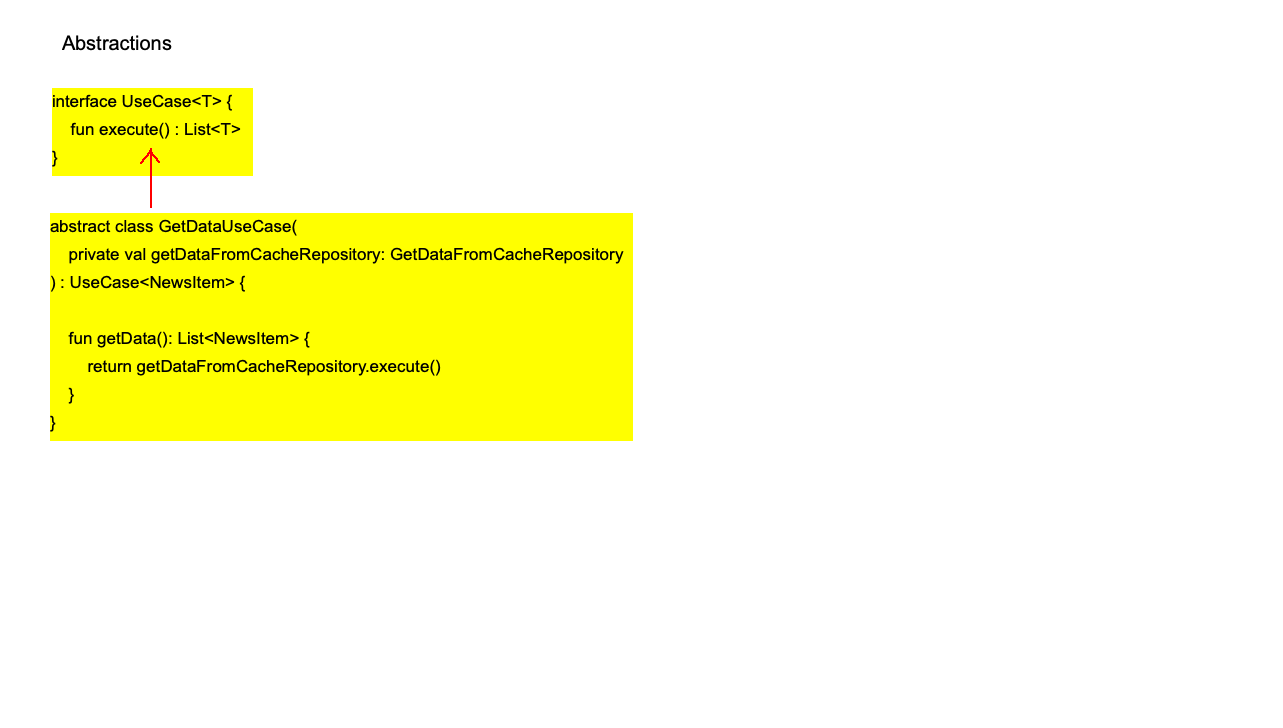 Abstractions
interface UseCase<T> {
    fun execute() : List<T>
}
abstract class GetDataUseCase(
    private val getDataFromCacheRepository: GetDataFromCacheRepository
) : UseCase<NewsItem> {
    fun getData(): List<NewsItem> {
        return getDataFromCacheRepository.execute()
    }
}